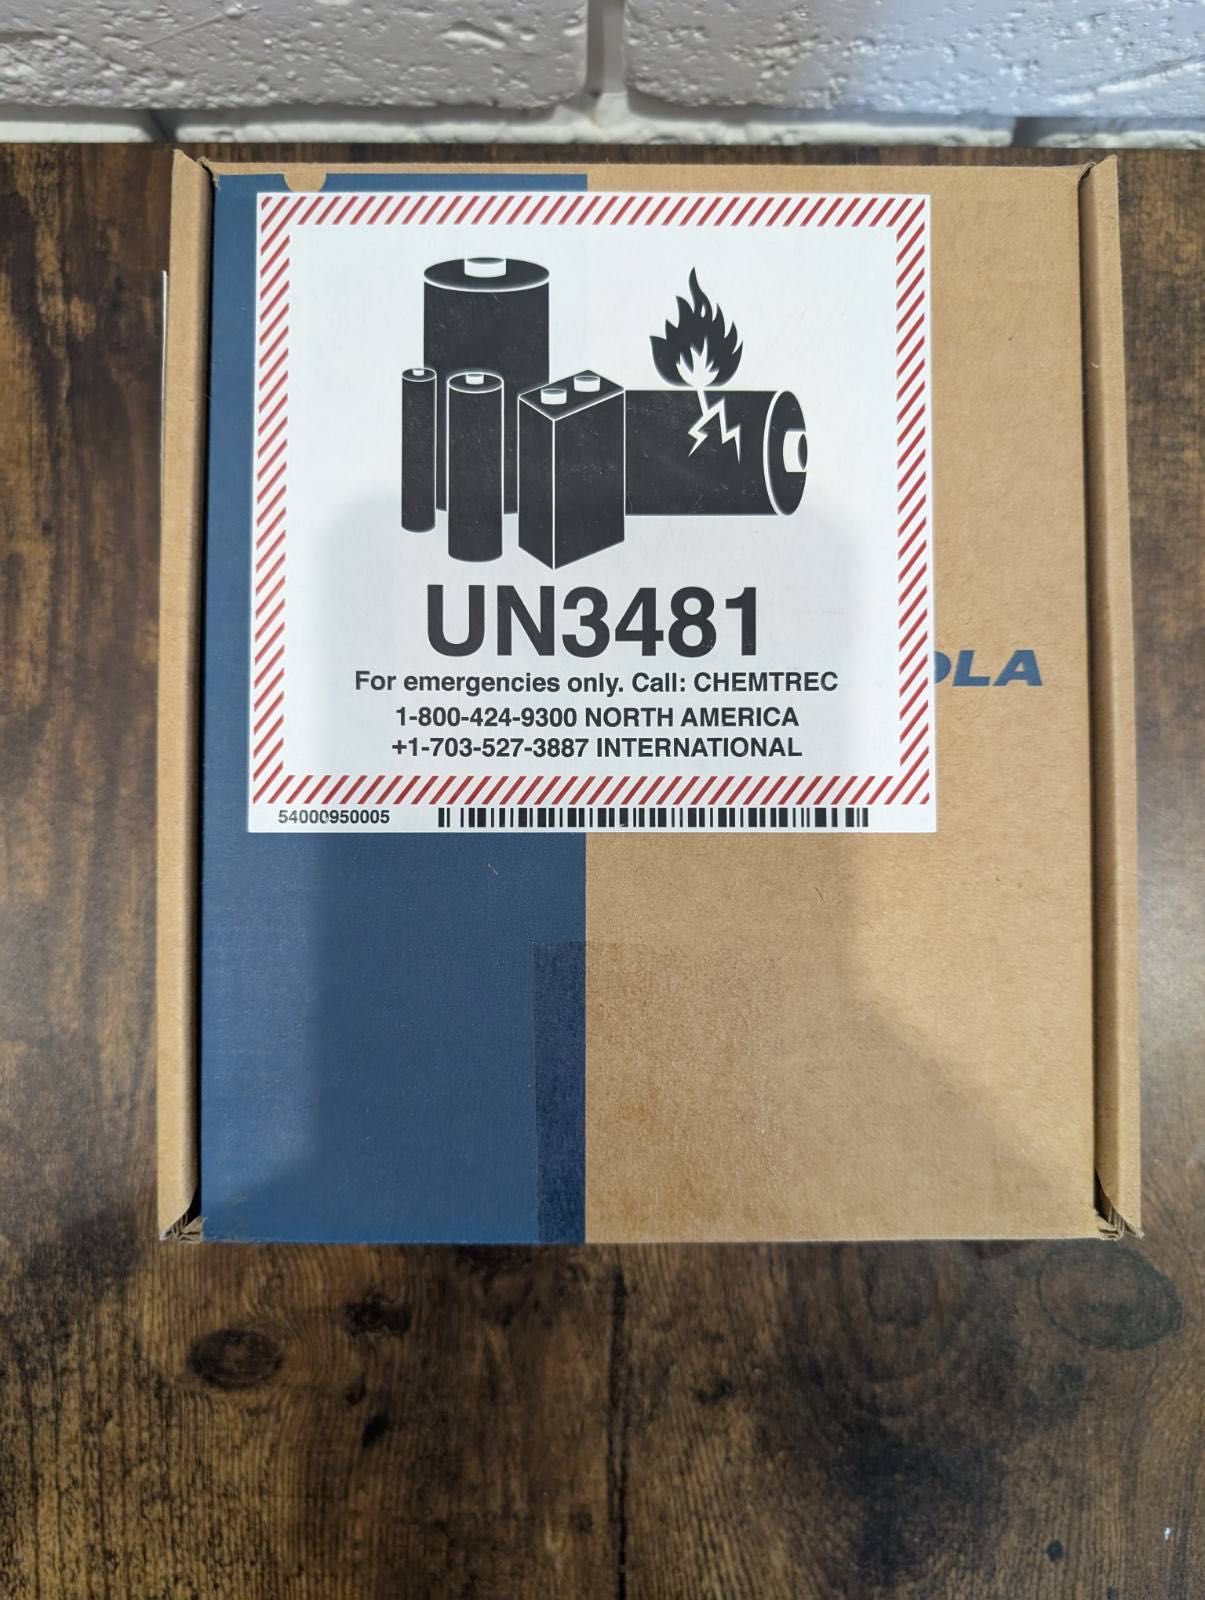 UN3481
For emergencies only. Call: CHEMTREC
1-800-424-9300 NORTH AMERICA
+1-703-527-3887 INTERNATIONAL
54000950005
OLA